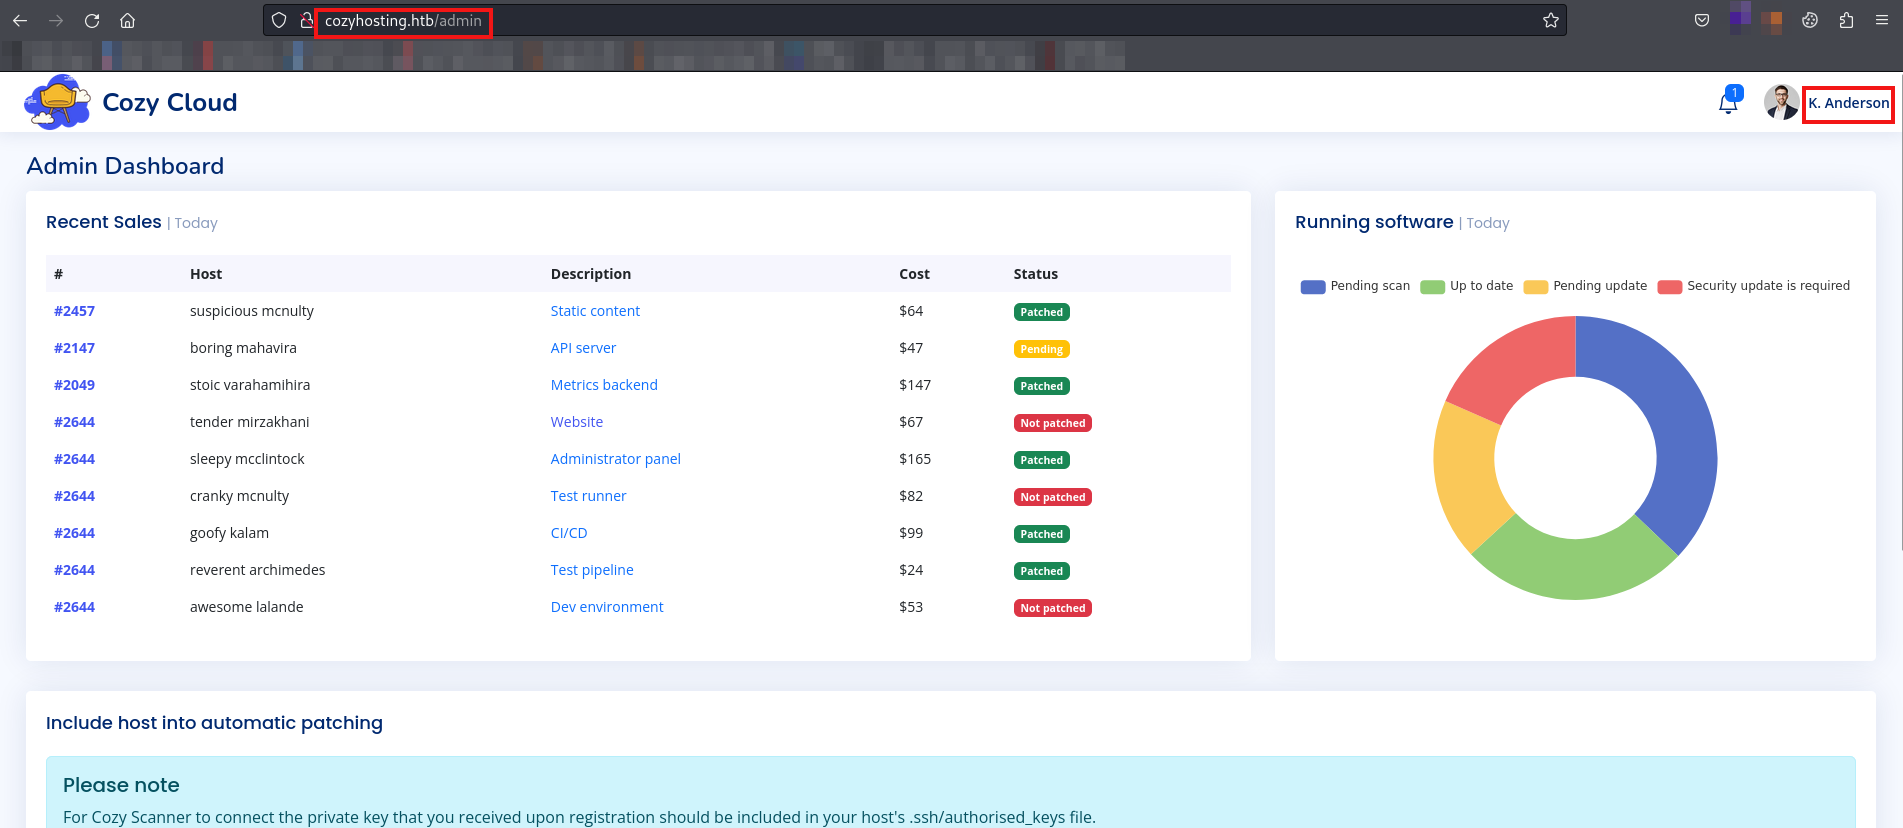 cozyhosting.htb/admin
Cozy Cloud
1
K. Anderson
Admin Dashboard
Recent Sales | Today
# Host Description Cost Status
#2457 suspicious mcnulty Static content $64 Patched
#2147 boring mahavira API server $47 Pending
#2049 stoic varahamihira Metrics backend $147 Patched
#2644 tender mirzakhani Website $67 Not patched
#2644 sleepy mcclintock Administrator panel $165 Patched
#2644 cranky mcnulty Test runner $82 Not patched
#2644 goofy kalam CI/CD $99 Patched
#2644 reverent archimedes Test pipeline $24 Patched
#2644 awesome lalande Dev environment $53 Not patched
Running software | Today
Pending scan Up to date Pending update Security update is required
Include host into automatic patching
Please note
For Cozy Scanner to connect the private key that you received upon registration should be included in your host's .ssh/authorised_keys file.